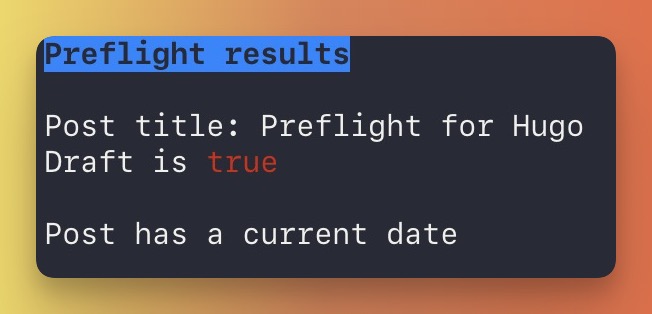 Preflight results
Post title: Preflight for Hugo
Draft is true
Post has a current date